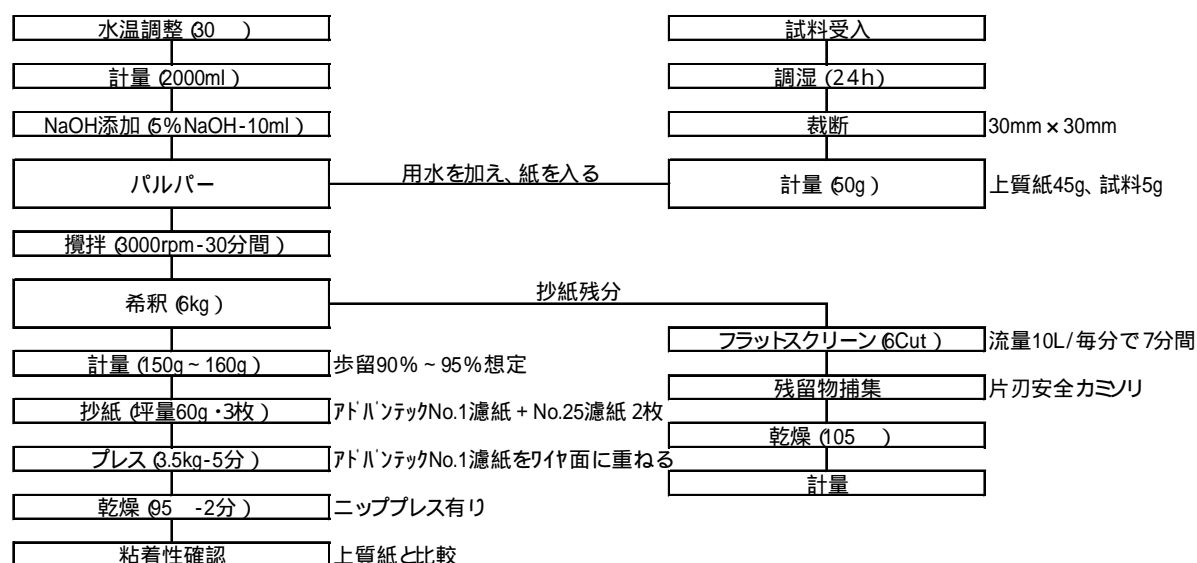 水温調整(30　)
計量(2000ml)
NaOH添加(5%NaOH-10ml)
パルパー
攪拌(3000rpm-30分間)
希釈(6kg)
計量(150g~160g)
歩留90%~95%想定
抄紙(坪量60g・3枚)
ｱﾄﾞﾊﾞﾝﾃｯｸNo.1濾紙+No.25濾紙 2枚
プレス(3.5kg-5分)
ｱﾄﾞﾊﾞﾝﾃｯｸNo.1濾紙をﾜｲﾔ面に重ねる
乾燥(95　-2分)
ニッププレス有り
粘着性確認
上質紙と比較
用水を加え、紙を入る
抄紙残分
試料受入
調湿(24h)
裁断
30mm×30mm
計量(50g)
上質紙45g、試料5g
フラットスクリーン(6Cut)
流量10L/毎分で7分間
残留物捕集
片刃安全カミソリ
乾燥(105　)
計量